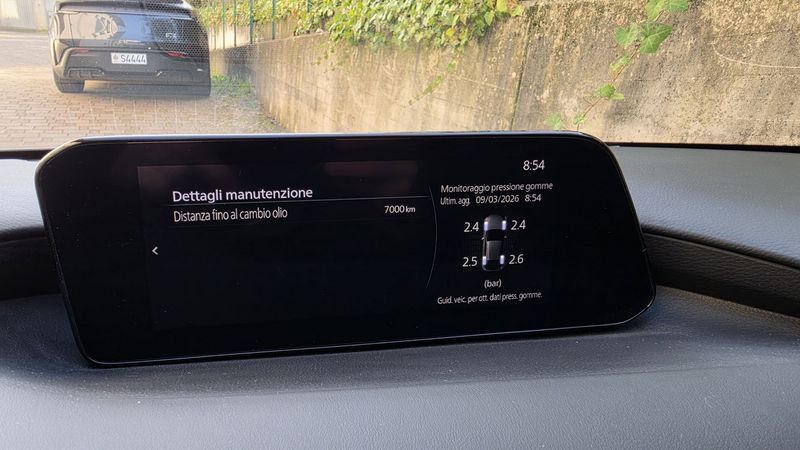 S4444
8:54
Dettagli manutenzione
Distanza fino al cambio olio 7000 km
Monitoraggio pressione gomme
Ultim. agg. 09/03/2026 8:54
2.4 2.4
2.5 2.6
(bar)
Guid. veic. per ott. dati press. gomme.